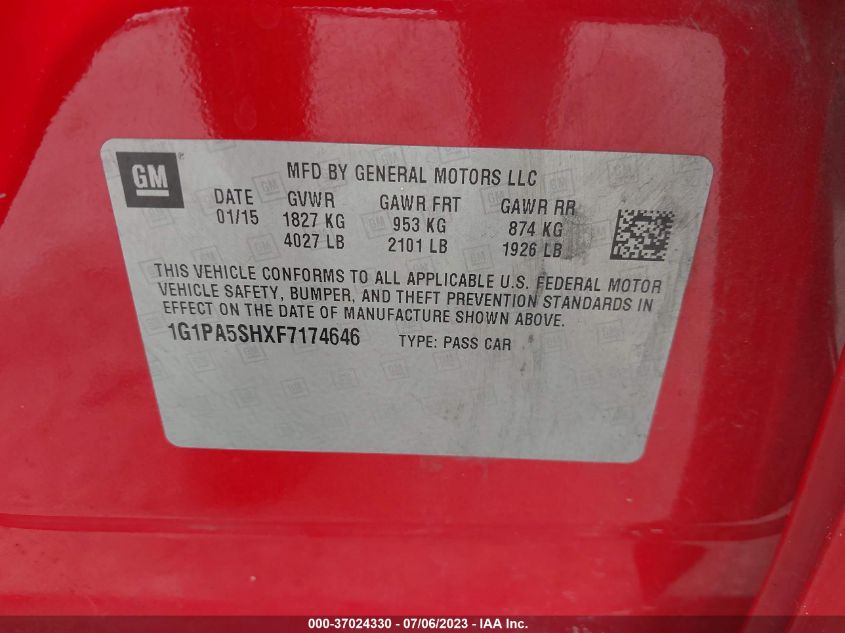 GM
MFD BY GENERAL MOTORS LLC
DATE GVWR GAWR FRT GAWR RR
01/15 1827 KG 953 KG 874 KG
4027 LB 2101 LB 1926 LB
THIS VEHICLE CONFORMS TO ALL APPLICABLE U.S. FEDERAL MOTOR
VEHICLE SAFETY, BUMPER, AND THEFT PREVENTION STANDARDS IN
EFFECT ON THE DATE OF MANUFACTURE SHOWN ABOVE.
1G1PA5SHXF7174646 TYPE: PASS CAR
000-37024330 - 07/06/2023 - IAA Inc.